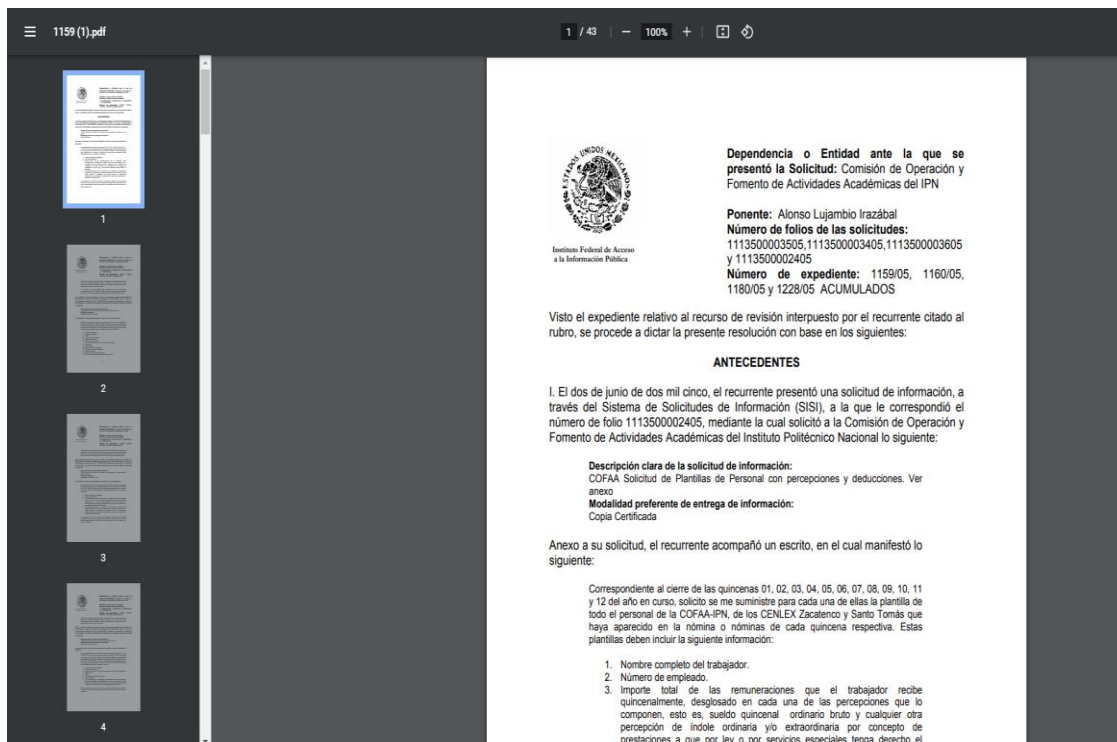 1159 (1).pdf
1 / 43
100%
1
2
3
4
ESTADOS UNIDOS MEXICANOS
Instituto Federal de Acceso
a la Información Pública
Dependencia o Entidad ante la que se
presentó la Solicitud: Comisión de Operación y
Fomento de Actividades Académicas del IPN
Ponente: Alonso Lujambio Irazábal
Número de folios de las solicitudes:
1113500003505,1113500003405,1113500003605
y 1113500002405
Número de expediente: 1159/05, 1160/05,
1180/05 y 1228/05 ACUMULADOS
Visto el expediente relativo al recurso de revisión interpuesto por el recurrente citado al
rubro, se procede a dictar la presente resolución con base en los siguientes:
ANTECEDENTES
I. El dos de junio de dos mil cinco, el recurrente presentó una solicitud de información, a
través del Sistema de Solicitudes de Información (SISI), a la que le correspondió el
número de folio 1113500002405, mediante la cual solicitó a la Comisión de Operación y
Fomento de Actividades Académicas del Instituto Politécnico Nacional lo siguiente:
Descripción clara de la solicitud de información:
COFAA Solicitud de Plantillas de Personal con percepciones y deducciones. Ver
anexo
Modalidad preferente de entrega de información:
Copia Certificada
Anexo a su solicitud, el recurrente acompañó un escrito, en el cual manifestó lo
siguiente:
Correspondiente al cierre de las quincenas 01, 02, 03, 04, 05, 06, 07, 08, 09, 10, 11
y 12 del año en curso, solicito se me suministre para cada una de ellas la plantilla de
todo el personal de la COFAA-IPN, de los CENLEX Zacatenco y Santo Tomás que
haya aparecido en la nómina o nóminas de cada quincena respectiva. Estas
plantillas deben incluir la siguiente información:
1. Nombre completo del trabajador.
2. Número de empleado.
3. Importe total de las remuneraciones que el trabajador recibe
quincenalmente, desglosado en cada una de las percepciones que lo
componen, esto es, sueldo quincenal ordinario bruto y cualquier otra
percepción de índole ordinaria y/o extraordinaria por concepto de
prestaciones a que por ley o por servicios especiales tenga derecho el